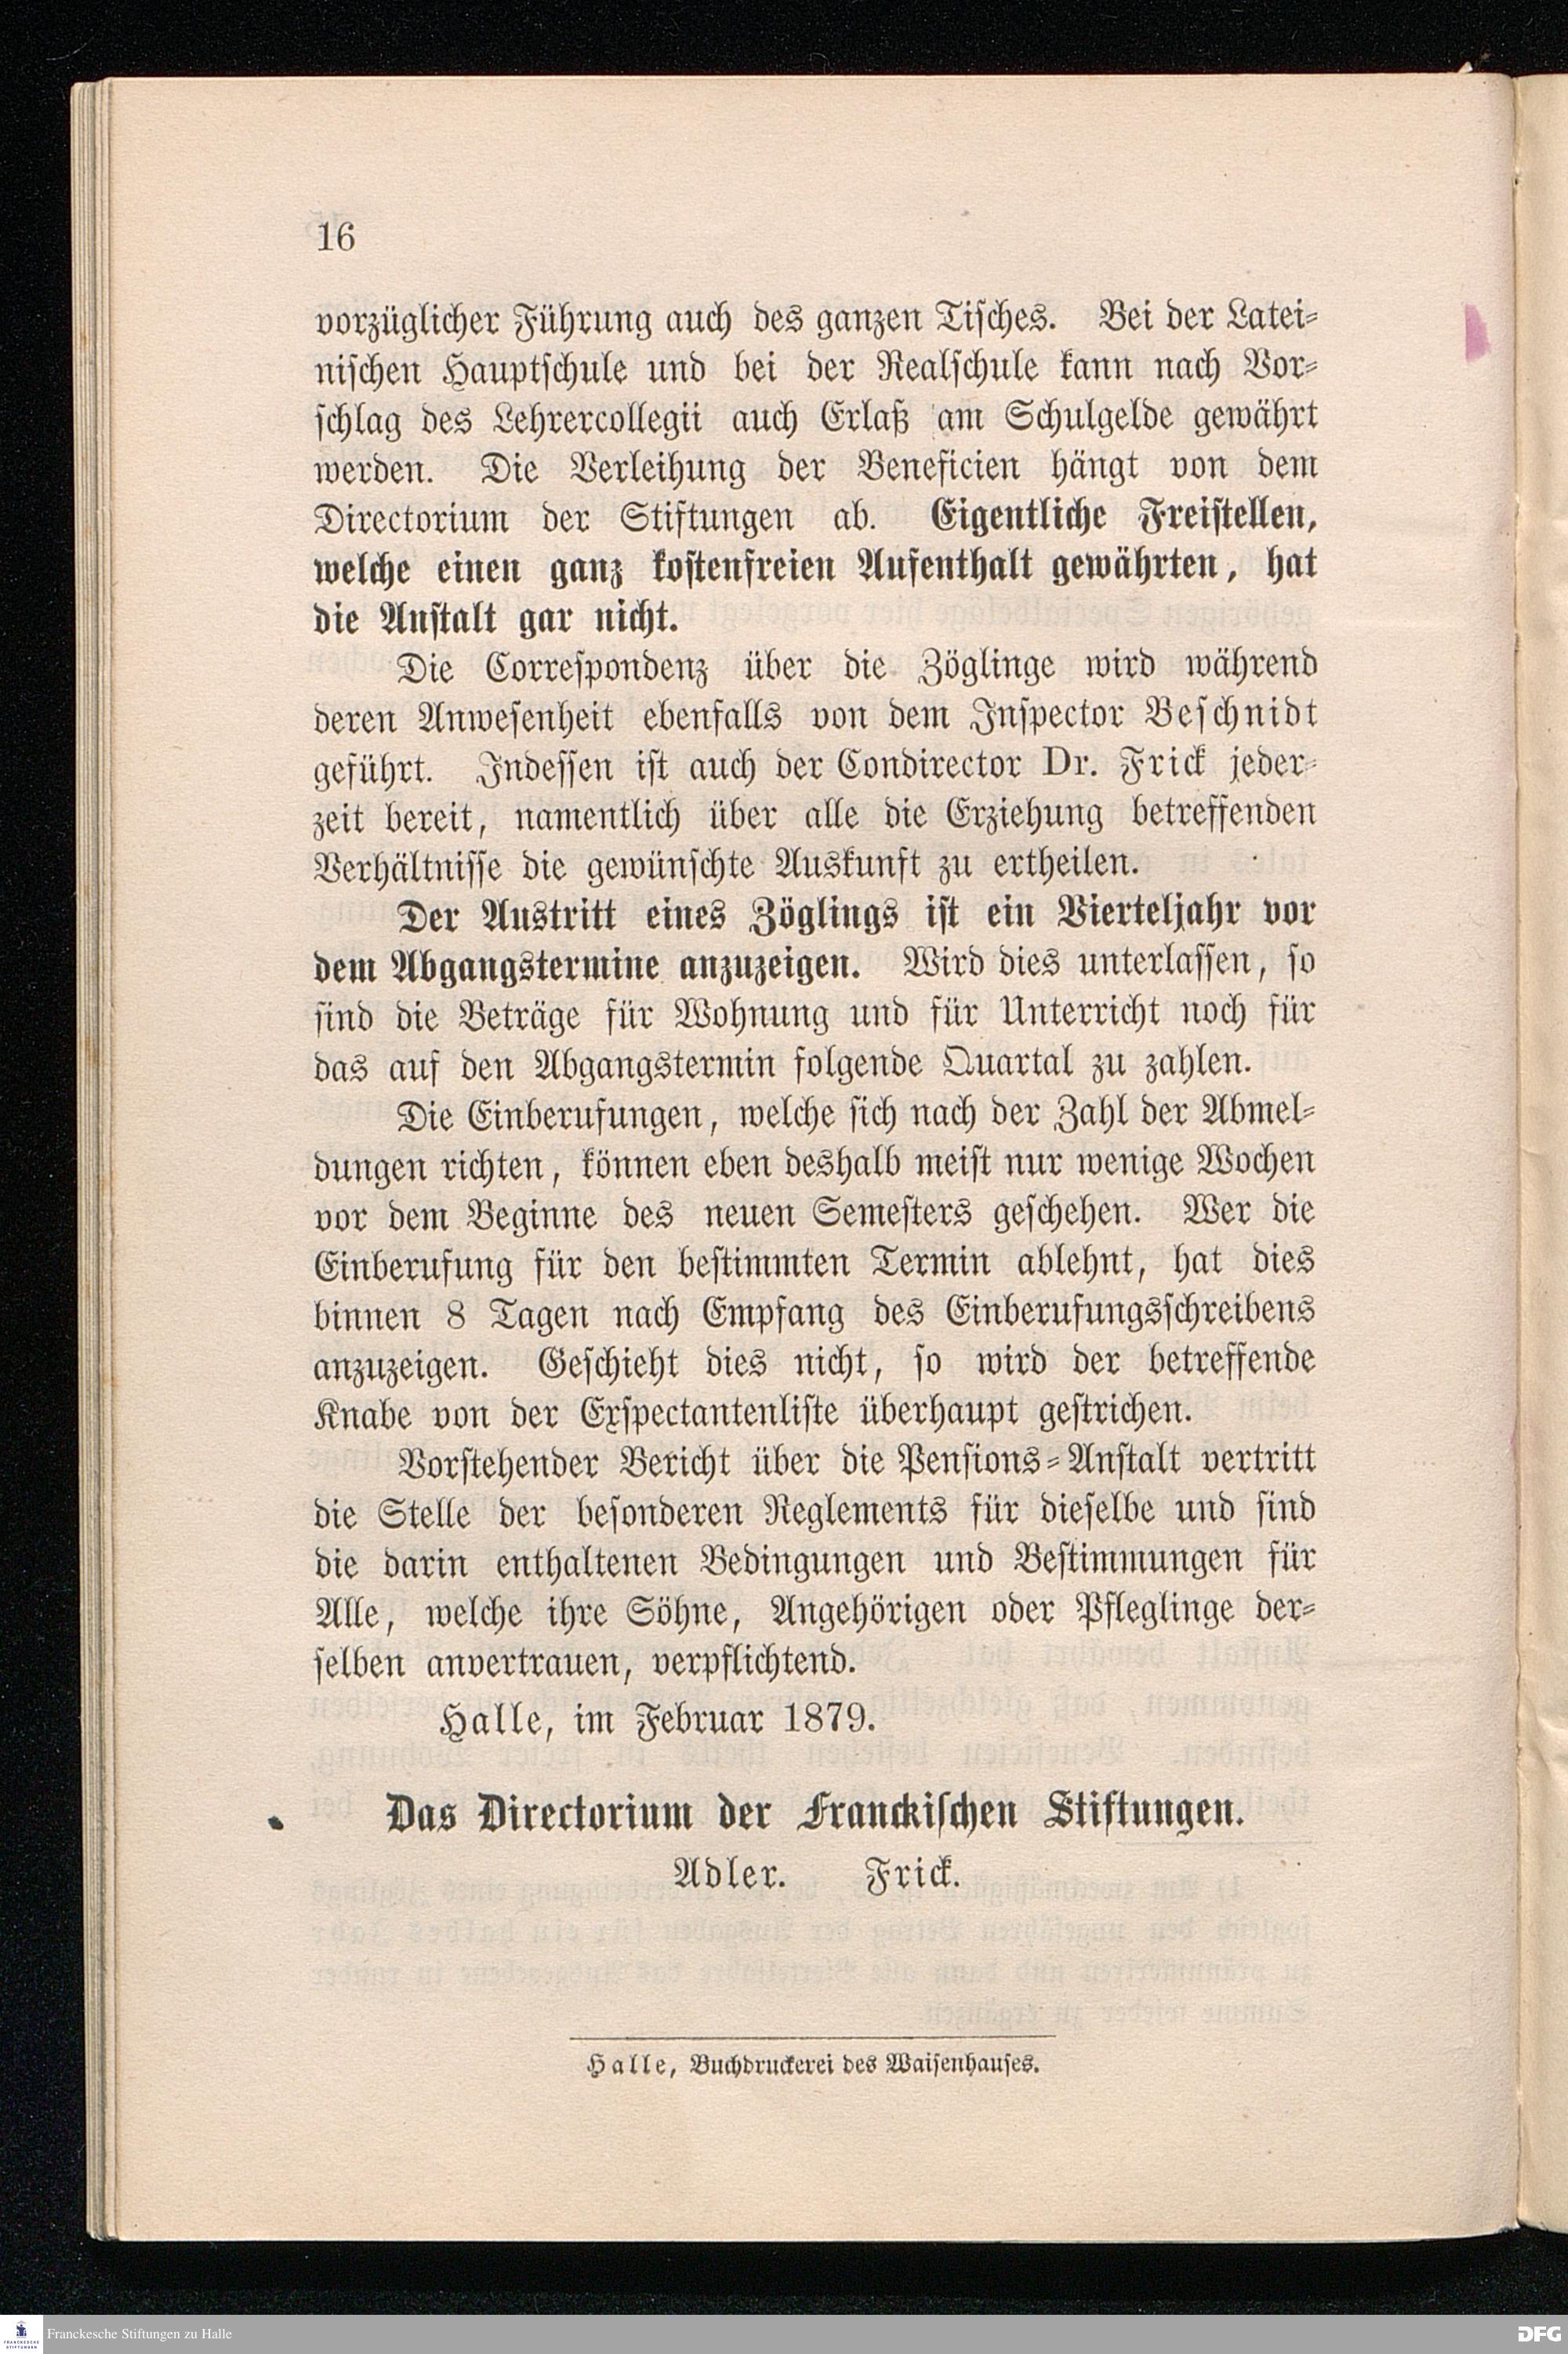 16
vorzüglicher Führung auch des ganzen Tisches. Bei der Latei-
nischen Hauptschule und bei der Realschule kann nach Vor-
schlag des Lehrercollegii auch Erlaß am Schulgelde gewährt
werden. Die Verleihung der Beneficien hängt von dem
Directorium der Stiftungen ab. Eigentliche Freistellen,
welche einen ganz kostenfreien Aufenthalt gewährten, hat
die Anstalt gar nicht.
Die Correspondenz über die Zöglinge wird während
deren Anwesenheit ebenfalls von dem Inspector Beschnidt
geführt. Indessen ist auch der Condirector Dr. Frick jeder-
zeit bereit, namentlich über alle die Erziehung betreffenden
Verhältnisse die gewünschte Auskunft zu ertheilen.
Der Austritt eines Zöglings ist ein Vierteljahr vor
dem Abgangstermine anzuzeigen. Wird dies unterlassen, so
sind die Beträge für Wohnung und für Unterricht noch für
das auf den Abgangstermin folgende Quartal zu zahlen.
Die Einberufungen, welche sich nach der Zahl der Abmel-
dungen richten, können eben deshalb meist nur wenige Wochen
vor dem Beginne des neuen Semesters geschehen. Wer die
Einberufung für den bestimmten Termin ablehnt, hat dies
binnen 8 Tagen nach Empfang des Einberufungsschreibens
anzuzeigen. Geschieht dies nicht, so wird der betreffende
Knabe von der Exspectantenliste überhaupt gestrichen.
Vorstehender Bericht über die Pensions-Anstalt vertritt
die Stelle der besonderen Reglements für dieselbe und sind
die darin enthaltenen Bedingungen und Bestimmungen für
Alle, welche ihre Söhne, Angehörigen oder Pfleglinge der-
selben anvertrauen, verpflichtend.
Halle, im Februar 1879.
Das Directorium der Franckischen Stiftungen.
Adler. Frick.
Halle, Buchdruckerei des Waisenhauses.
FRANCKESCHE STIFTUNGEN
Franckesche Stiftungen zu Halle
DFG